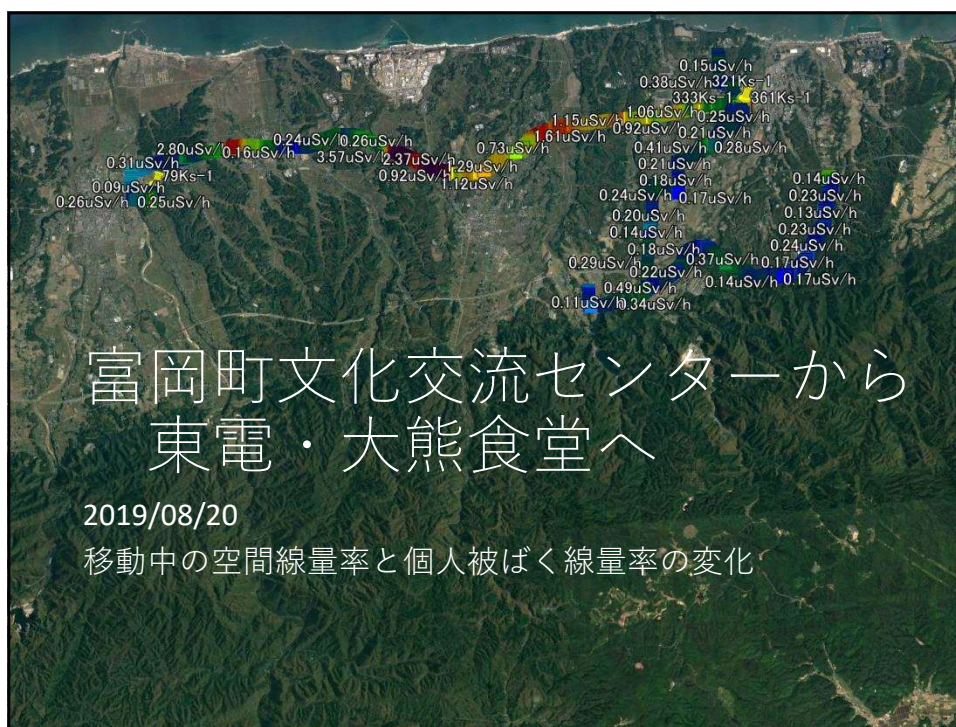 0.15uSv/h
0.38uSv/h 321Ks-1
333Ks-1 361Ks-1
1.15uSv/h 1.06uSv/h 0.25uSv/h
1.61uSv/h 0.92uSv/h 0.21uSv/h
2.80uSv/h 0.24uSv/h 0.26uSv/h 0.73uSv/h 0.41uSv/h 0.28uSv/h
0.31uSv/h 0.16uSv/h 3.57uSv/h 2.37uSv/h 1.29uSv/h 0.21uSv/h
79Ks-1 0.92uSv/h 1.12uSv/h 0.18uSv/h 0.14uSv/h
0.09uSv/h 0.24uSv/h 0.17uSv/h 0.23uSv/h
0.26uSv/h 0.25uSv/h 0.20uSv/h 0.13uSv/h
0.14uSv/h 0.23uSv/h
0.18uSv/h 0.24uSv/h
0.29uSv/h 0.37uSv/h 0.17uSv/h
0.22uSv/h 0.14uSv/h 0.17uSv/h
0.49uSv/h
0.11uSv/h 0.34uSv/h
富岡町文化交流センターから
東電・大熊食堂へ
2019/08/20
移動中の空間線量率と個人被ばく線量率の変化